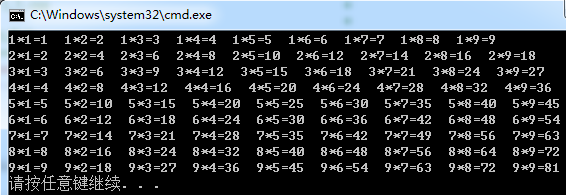 C:\Windows\system32\cmd.exe
1*1=1  1*2=2  1*3=3  1*4=4  1*5=5  1*6=6  1*7=7  1*8=8  1*9=9
2*1=2  2*2=4  2*3=6  2*4=8  2*5=10  2*6=12  2*7=14  2*8=16  2*9=18
3*1=3  3*2=6  3*3=9  3*4=12  3*5=15  3*6=18  3*7=21  3*8=24  3*9=27
4*1=4  4*2=8  4*3=12  4*4=16  4*5=20  4*6=24  4*7=28  4*8=32  4*9=36
5*1=5  5*2=10  5*3=15  5*4=20  5*5=25  5*6=30  5*7=35  5*8=40  5*9=45
6*1=6  6*2=12  6*3=18  6*4=24  6*5=30  6*6=36  6*7=42  6*8=48  6*9=54
7*1=7  7*2=14  7*3=21  7*4=28  7*5=35  7*6=42  7*7=49  7*8=56  7*9=63
8*1=8  8*2=16  8*3=24  8*4=32  8*5=40  8*6=48  8*7=56  8*8=64  8*9=72
9*1=9  9*2=18  9*3=27  9*4=36  9*5=45  9*6=54  9*7=63  9*8=72  9*9=81
请按任意键继续. . .